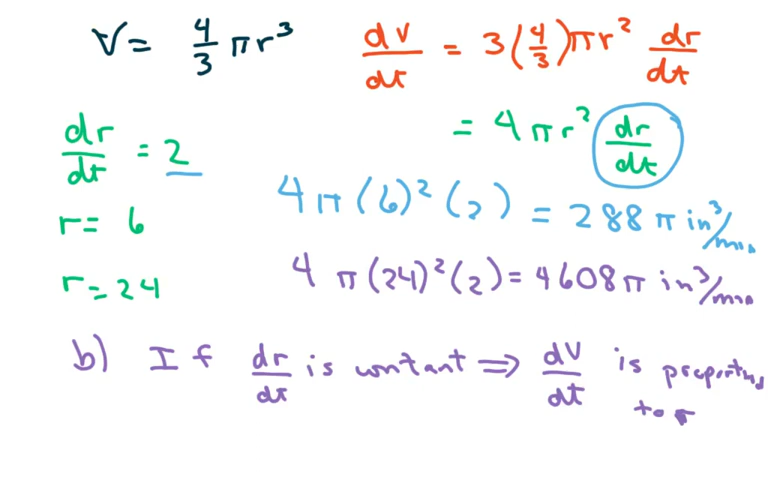 V = 4/3 πr³
dV/dt = 3(4/3)πr² dr/dt
= 4πr² dr/dt
dr/dt = 2
r = 6
r = 24
4π(6)²(2) = 288π in³/min
4π(24)²(2) = 4608π in³/min
b) If dr/dt is contant ⇒ dV/dt is
to r